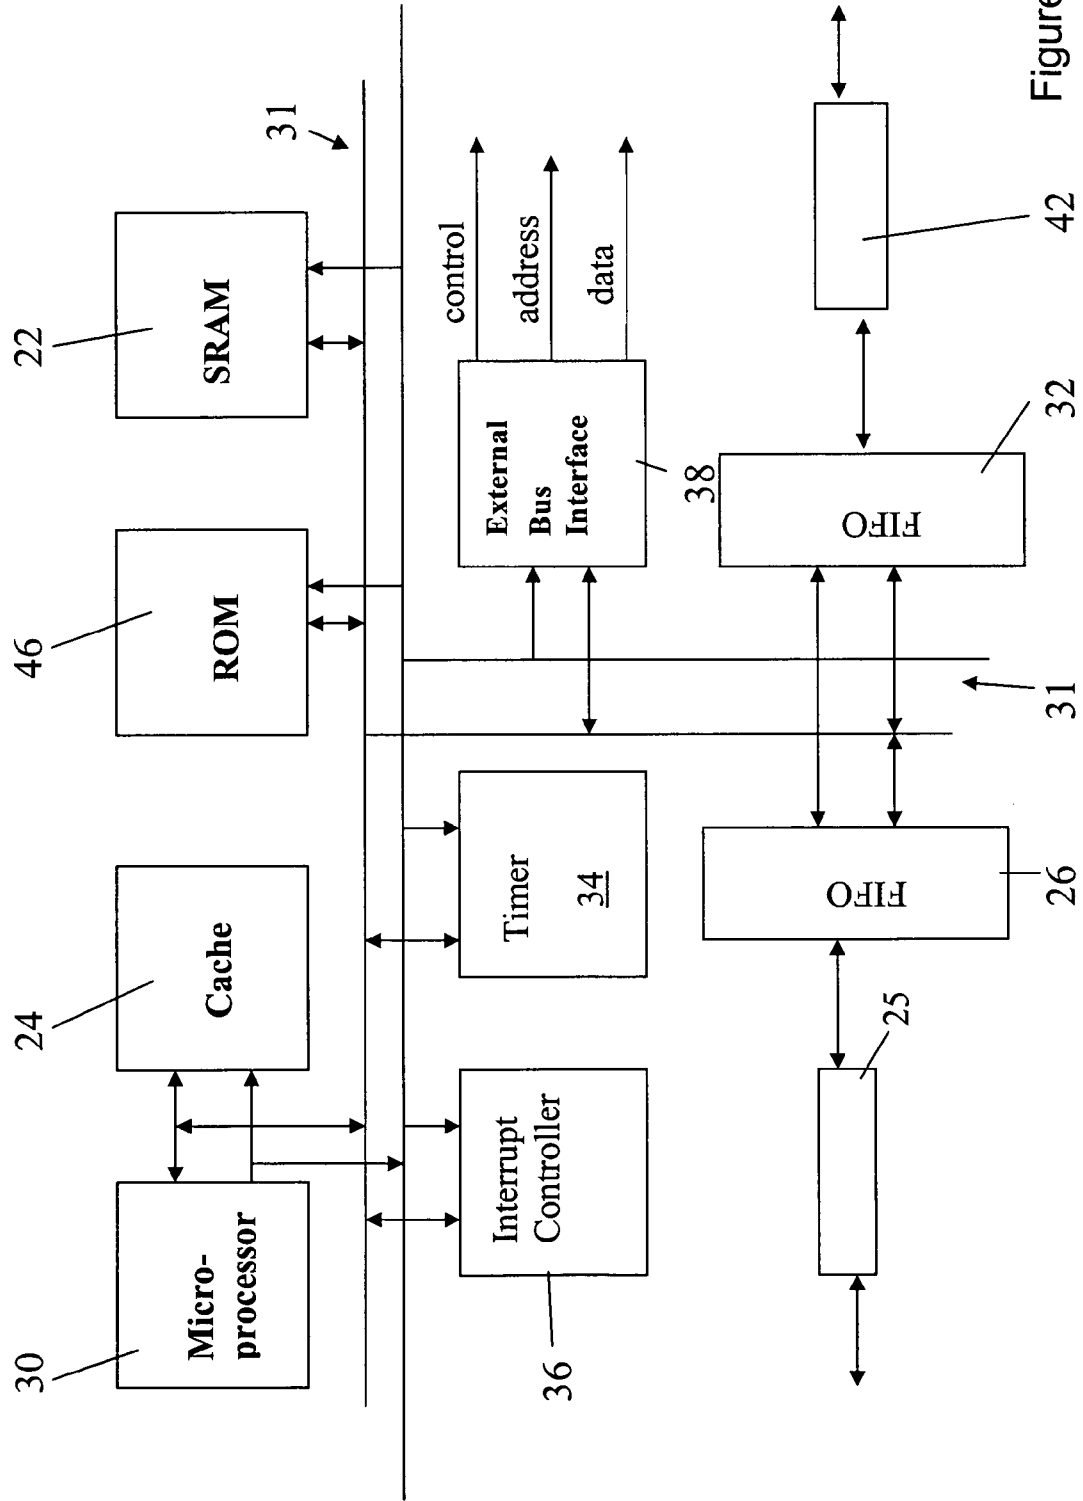 30
24
46
22
Micro-
processor
Cache
ROM
SRAM
31
36
Interrupt
Controller
Timer
34
External
Bus
Interface
38
control
address
data
25
FIFO
26
31
FIFO
32
42
Figure